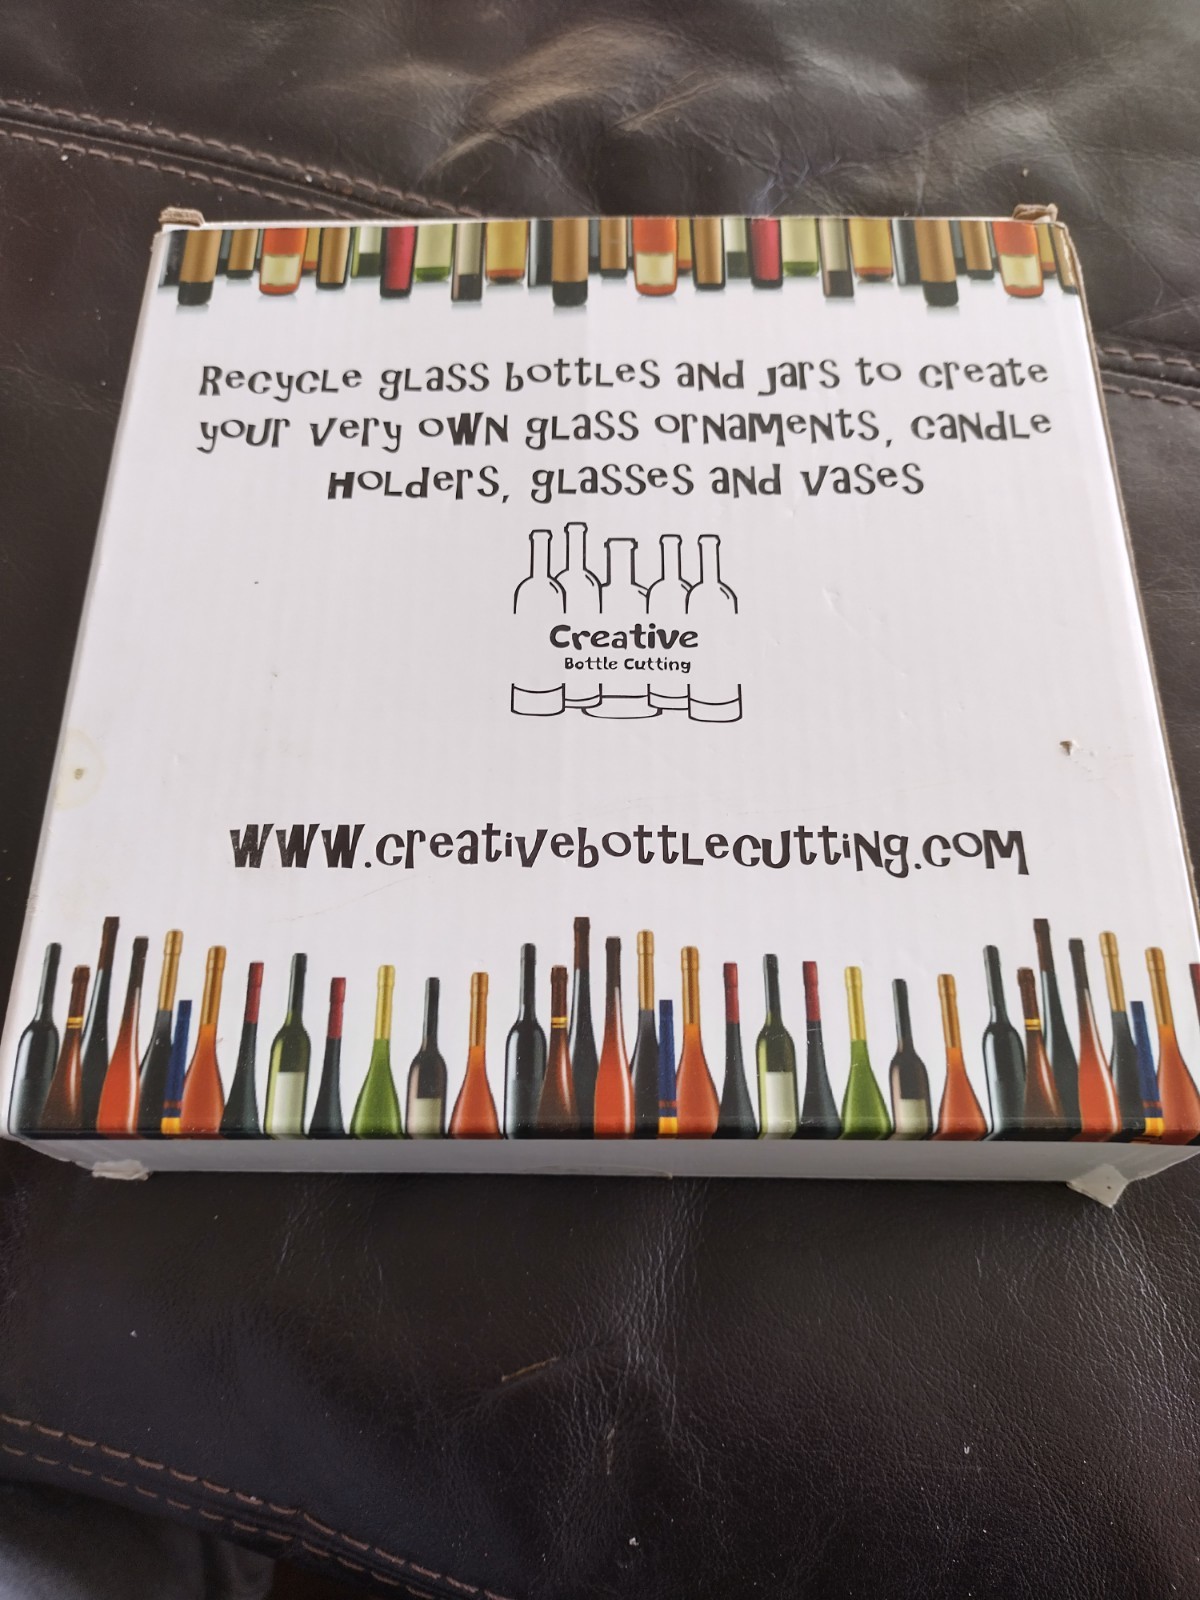 Recycle glass bottles and jars to create
your very own glass ornaments, candle
holders, glasses and vases
Creative
Bottle Cutting
www.creativebottlecutting.com